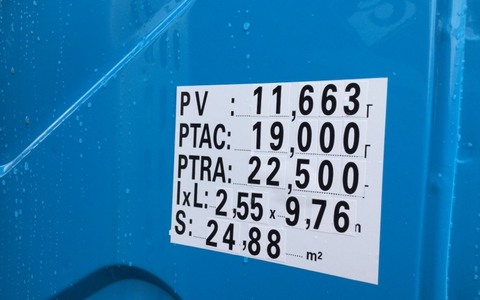 PV : 11,663 T
PTAC: 19,000 T
PTRA: 22,500
lxL: 2,55 x 9,76 m
S: 24,88 m²